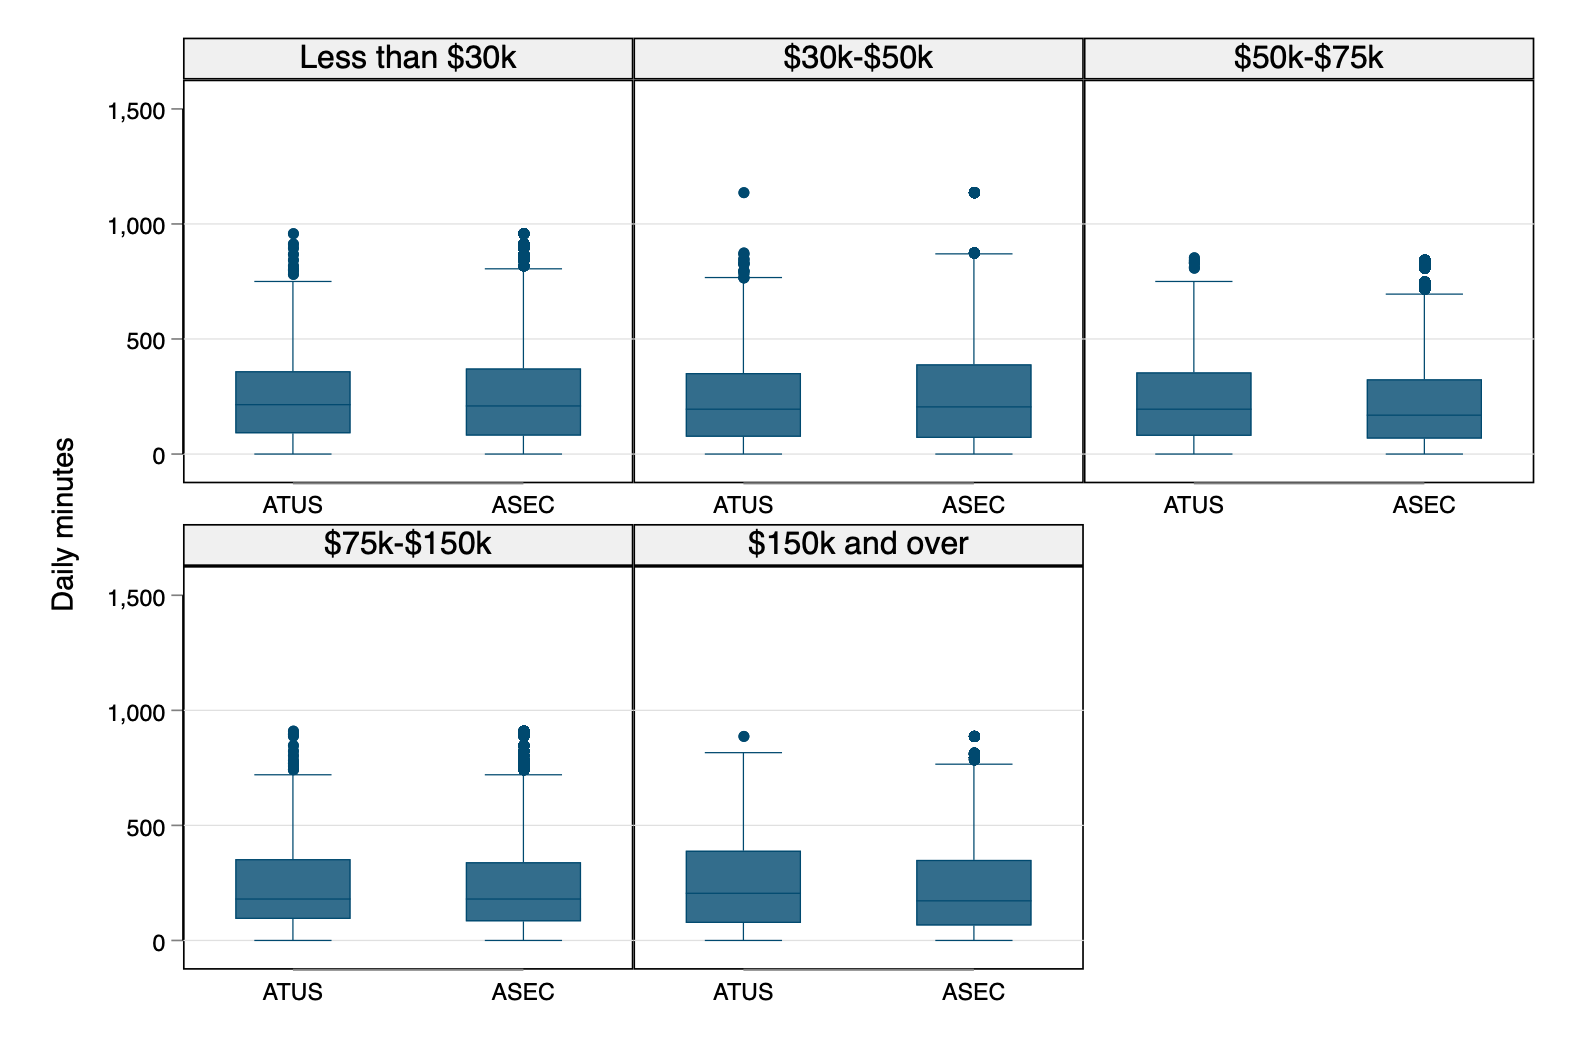 Less than $30k
$30k-$50k
$50k-$75k
1,500
1,000
500
0
ATUS
ASEC
ATUS
ASEC
ATUS
ASEC
Daily minutes
$75k-$150k
$150k and over
1,500
1,000
500
0
ATUS
ASEC
ATUS
ASEC